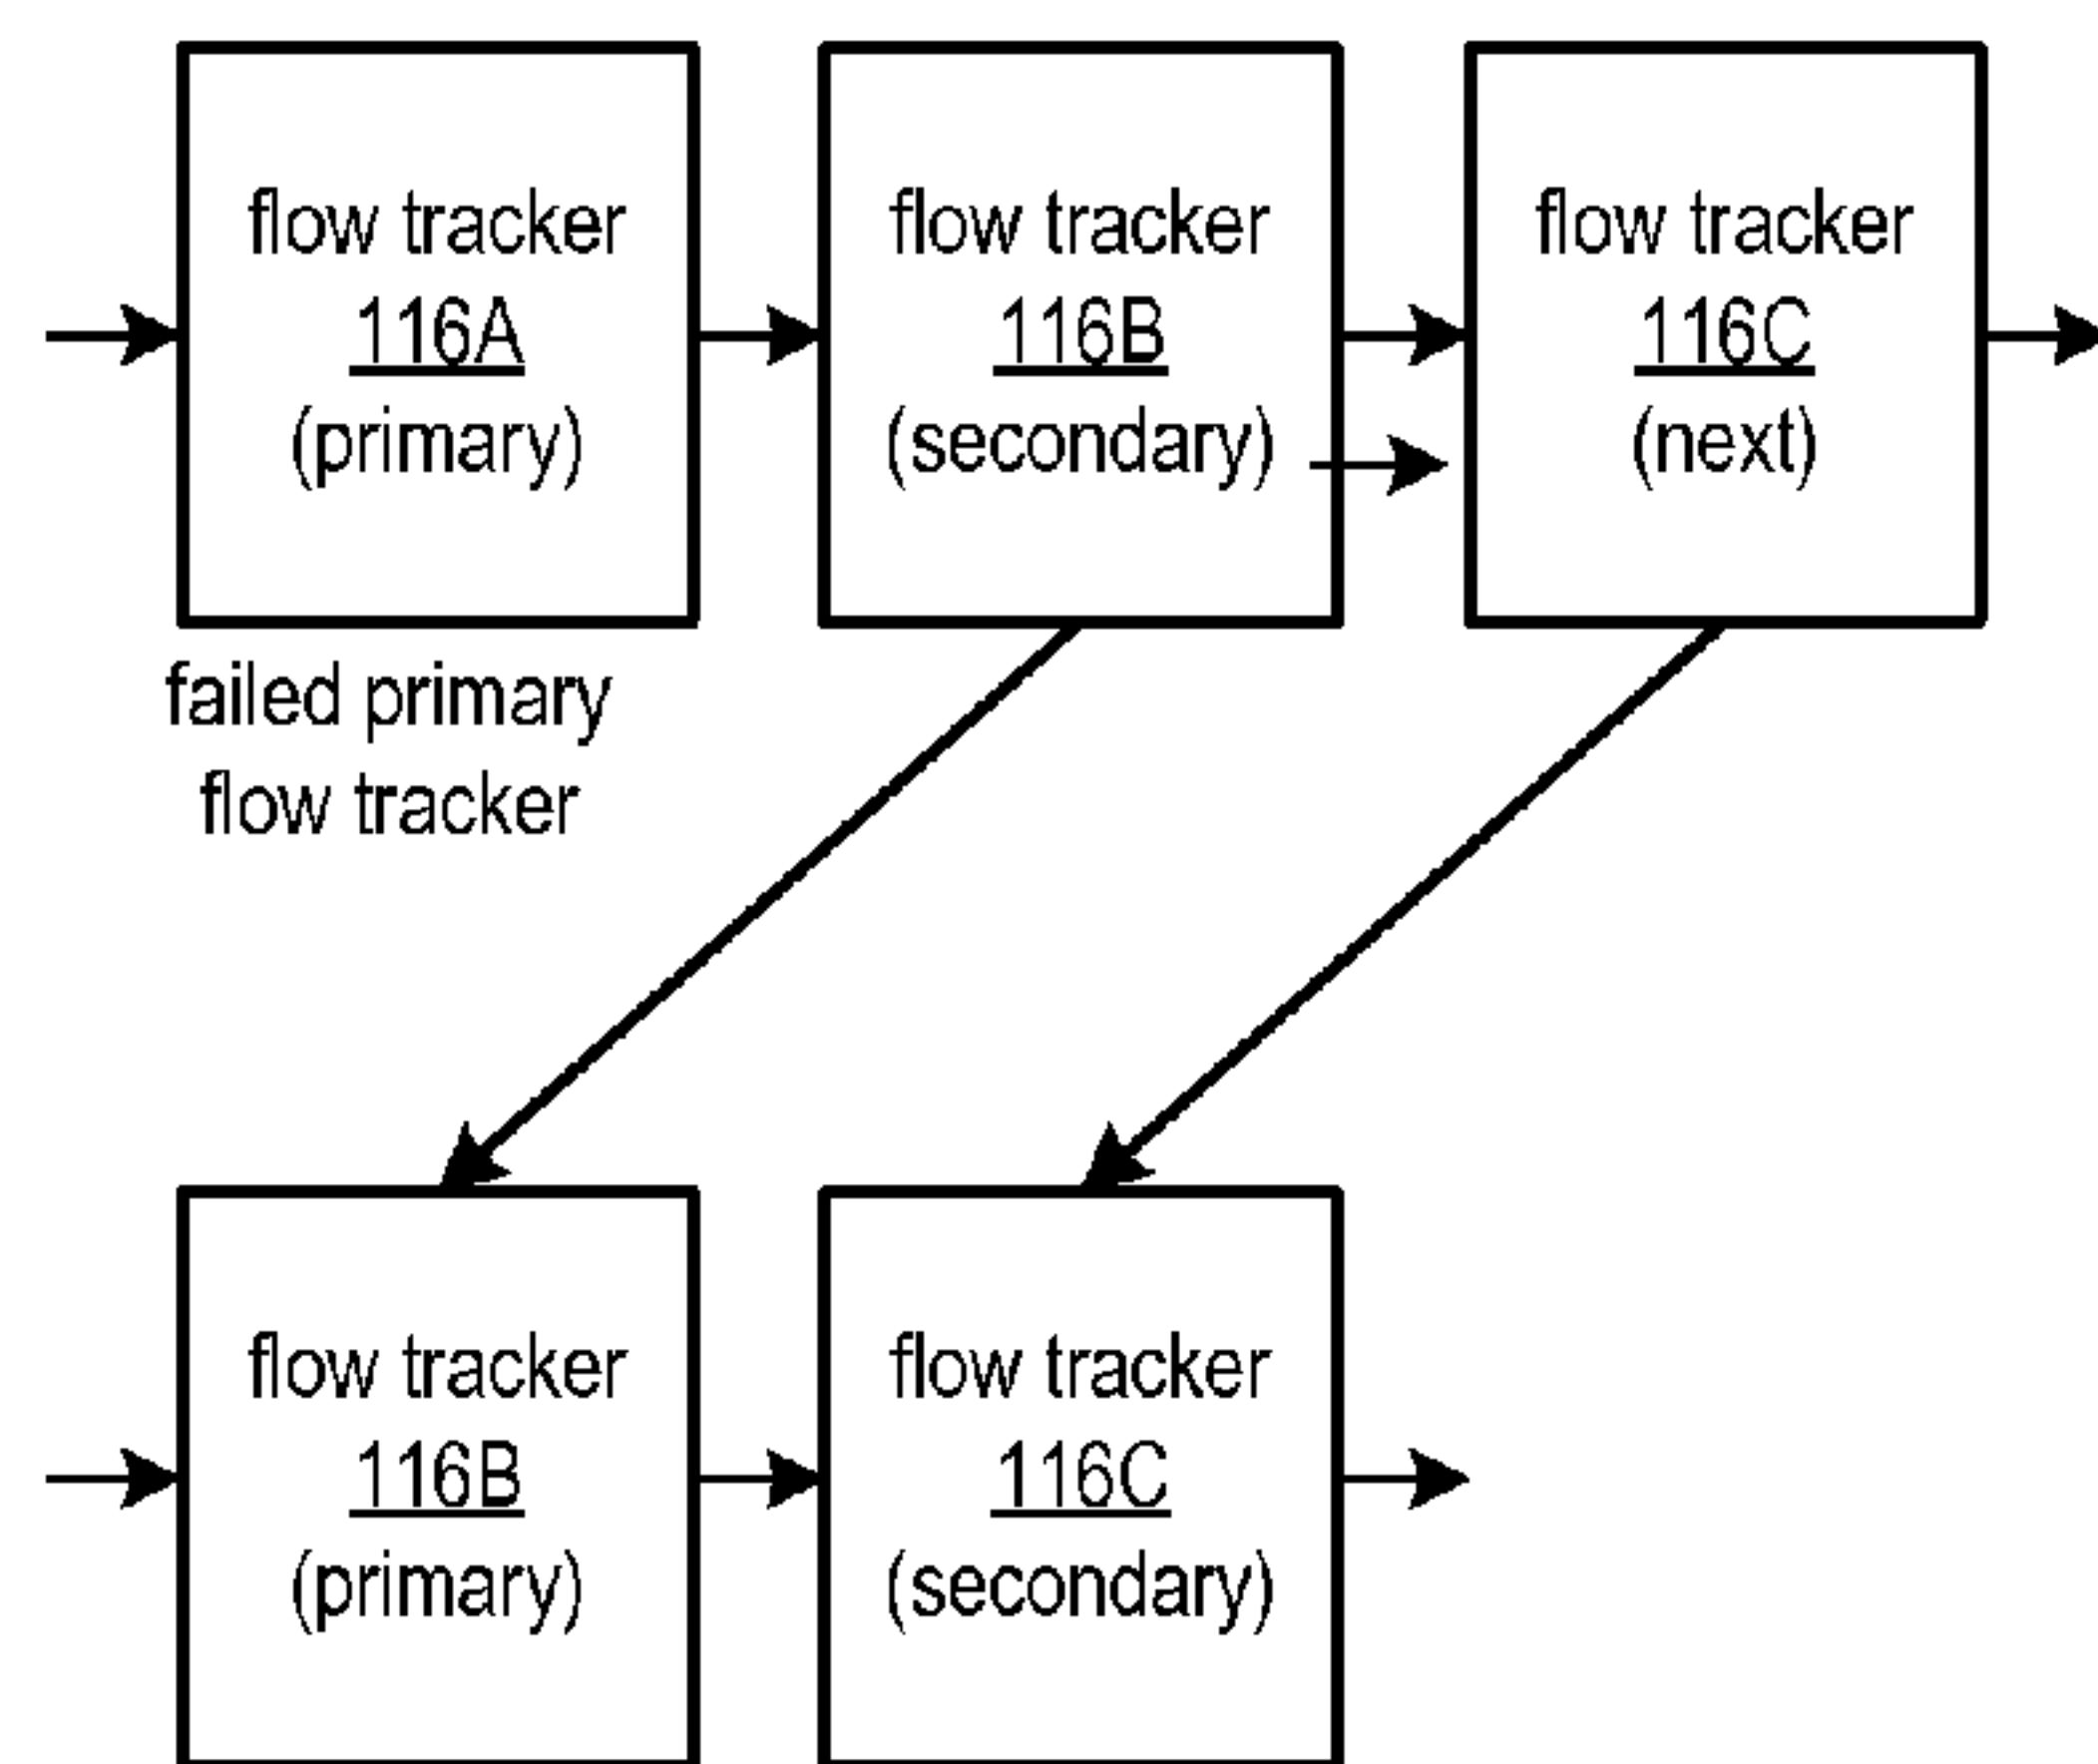 flow tracker
116A
(primary)
flow tracker
116B
(secondary)
flow tracker
116C
(next)
failed primary
flow tracker
flow tracker
116B
(primary)
flow tracker
116C
(secondary)